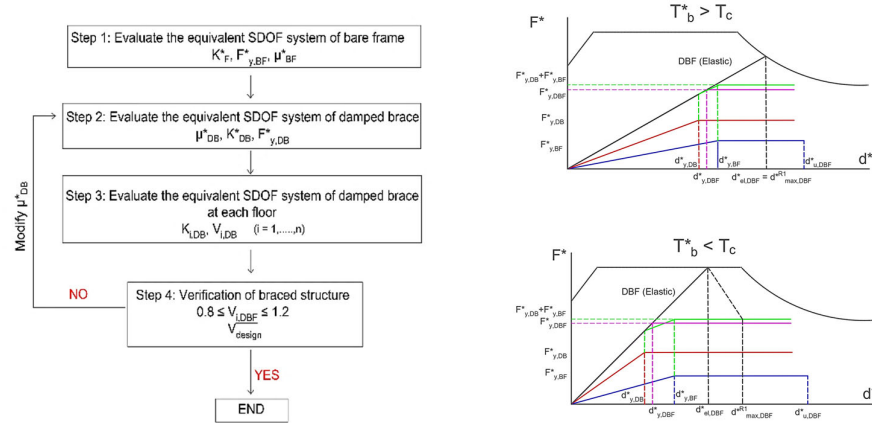 Step 1: Evaluate the equivalent SDOF system of bare frame
K*F, F*y,BF, μ*BF
Step 2: Evaluate the equivalent SDOF system of damped brace
μ*DB, K*DB, F*y,DB
Step 3: Evaluate the equivalent SDOF system of damped brace
at each floor
Ki,DB, Vi,DB (i = 1,.....,n)
Modify μ*DB
NO
Step 4: Verification of braced structure
0.8 ≤ Vi,DBF ≤ 1.2
Vdesign
YES
END
T*b > Tc
F*
DBF (Elastic)
F*y,DB+F*y,BF
F*y,DBF
F*y,DB
F*y,BF
d*y,DB
d*y,BF
d*u,DBF
d*
d*y,DBF
d*el,DBF = d*R1max,DBF
T*b < Tc
F*
DBF (Elastic)
F*y,DB+F*y,BF
F*y,DBF
F*y,DB
F*y,BF
d*y,DB
d*y,BF
d
d*y,DBF
d*el,DBF
d*R1max,DBF
d*u,DBF